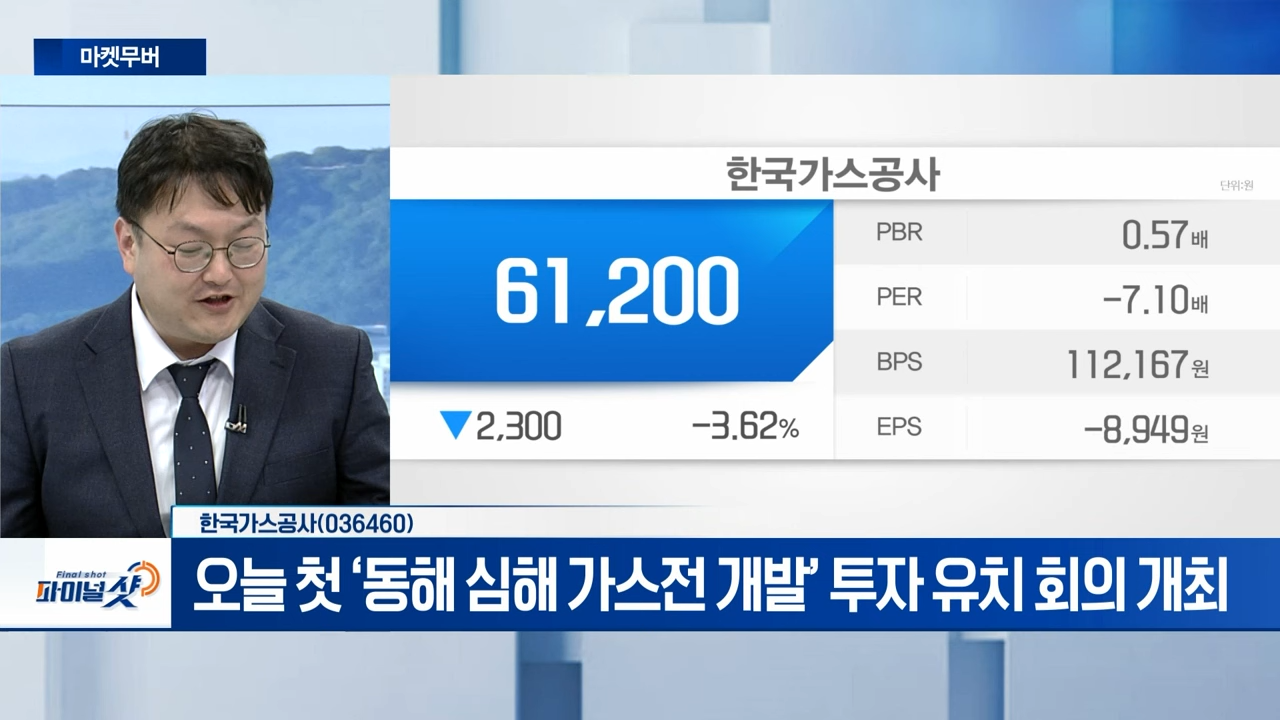 마켓무버
한국가스공사
단위:원
61,200
▼2,300 -3.62%
PBR 0.57배
PER -7.10배
BPS 112,167원
EPS -8,949원
한국가스공사(036460)
Final shot
파이널샷
오늘 첫 ‘동해 심해 가스전 개발’ 투자 유치 회의 개최